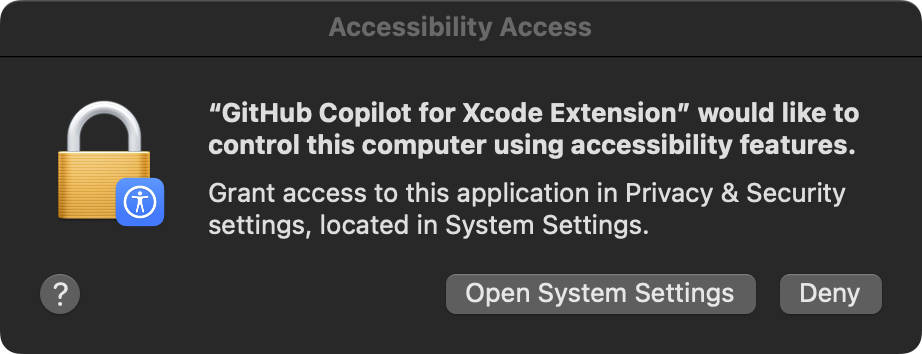 Accessibility Access
“GitHub Copilot for Xcode Extension” would like to
control this computer using accessibility features.
Grant access to this application in Privacy & Security
settings, located in System Settings.
?
Open System Settings
Deny